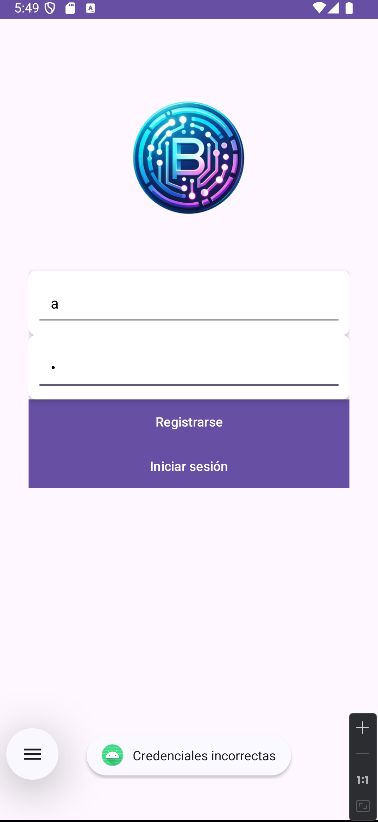 5:49
A
B
a
•
Registrarse
Iniciar sesión
Credenciales incorrectas
1:1